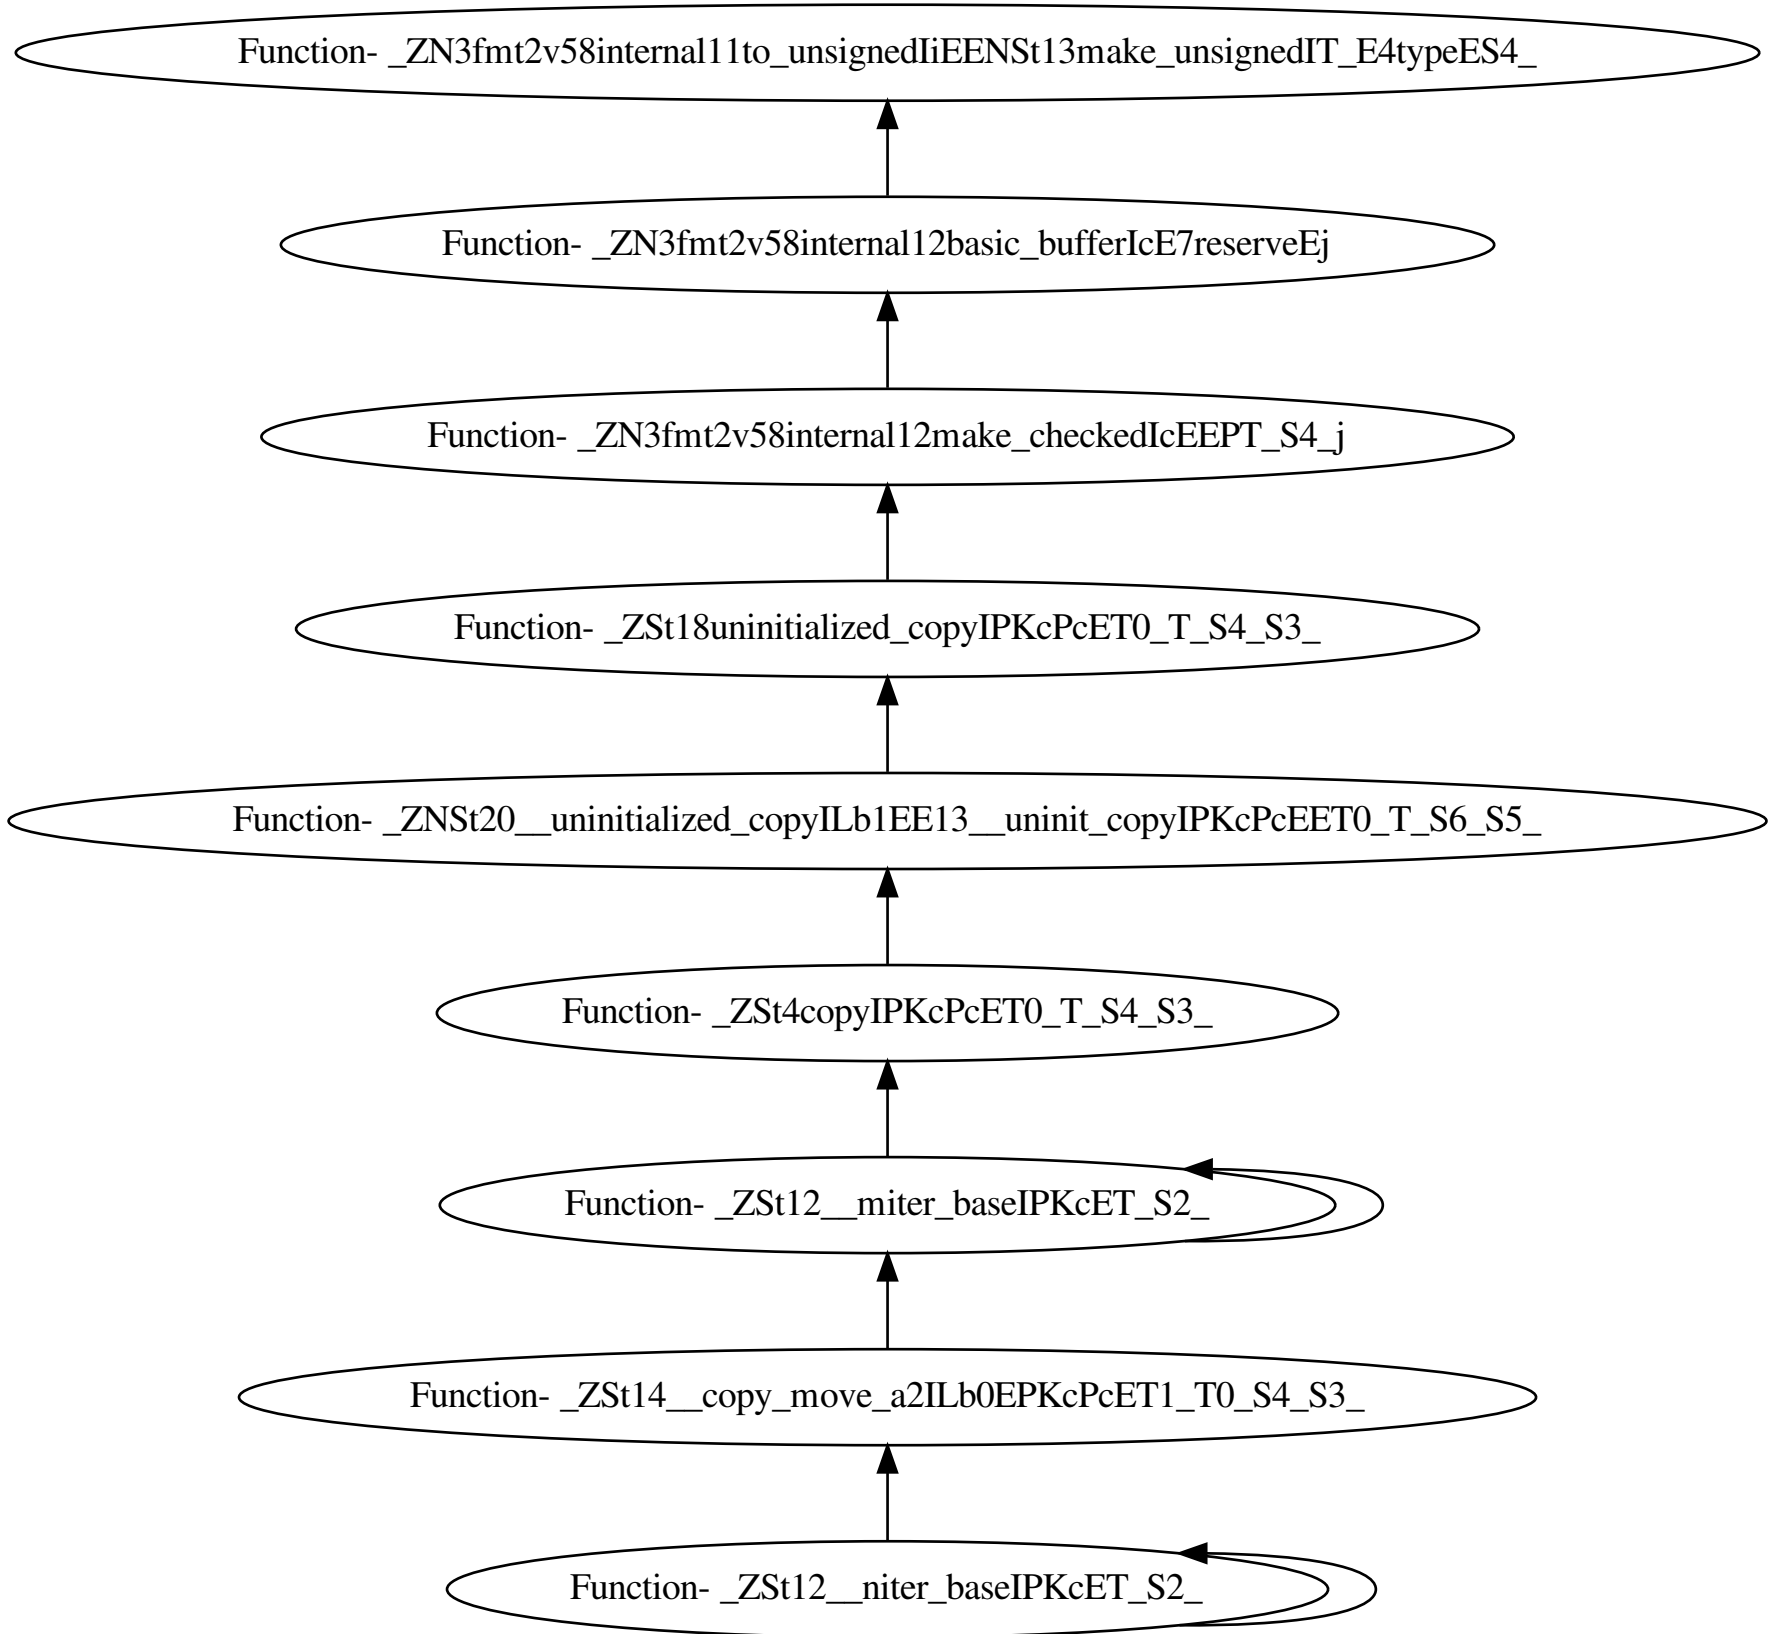 Function- _ZN3fmt2v58internal11to_unsignedIiEENSt13make_unsignedIT_E4typeES4_
Function- _ZN3fmt2v58internal12basic_bufferIcE7reserveEj
Function- _ZN3fmt2v58internal12make_checkedIcEEPT_S4_j
Function- _ZSt18uninitialized_copyIPKcPcET0_T_S4_S3_
Function- _ZNSt20__uninitialized_copyILb1EE13__uninit_copyIPKcPcEET0_T_S6_S5_
Function- _ZSt4copyIPKcPcET0_T_S4_S3_
Function- _ZSt12__miter_baseIPKcET_S2_
Function- _ZSt14__copy_move_a2ILb0EPKcPcET1_T0_S4_S3_
Function- _ZSt12__niter_baseIPKcET_S2_